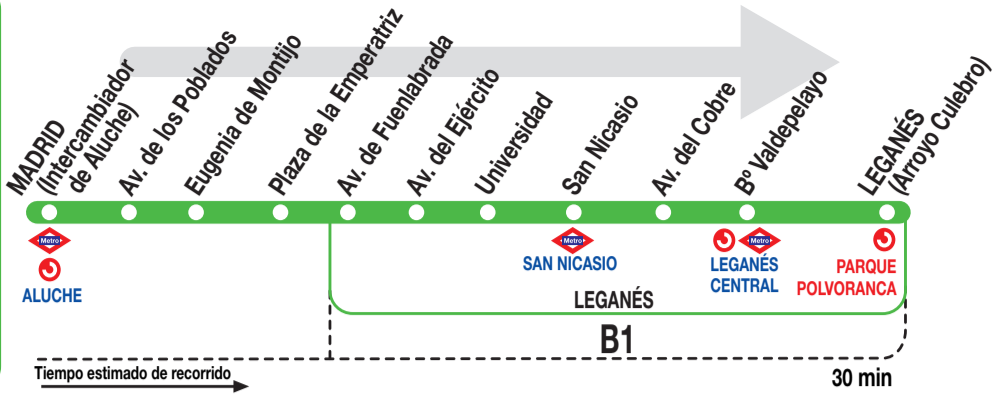 MADRID
(Intercambiador
de Aluche)
Av. de los Poblados
Eugenia de Montijo
Plaza de la Emperatriz
Av. de Fuenlabrada
Av. del Ejército
Universidad
San Nicasio
Av. del Cobre
Bº Valdepelayo
LEGANÉS
(Arroyo Culebro)
Metro
ALUCHE
Metro
SAN NICASIO
Metro
LEGANÉS
CENTRAL
PARQUE
POLVORANCA
LEGANÉS
B1
Tiempo estimado de recorrido
30 min